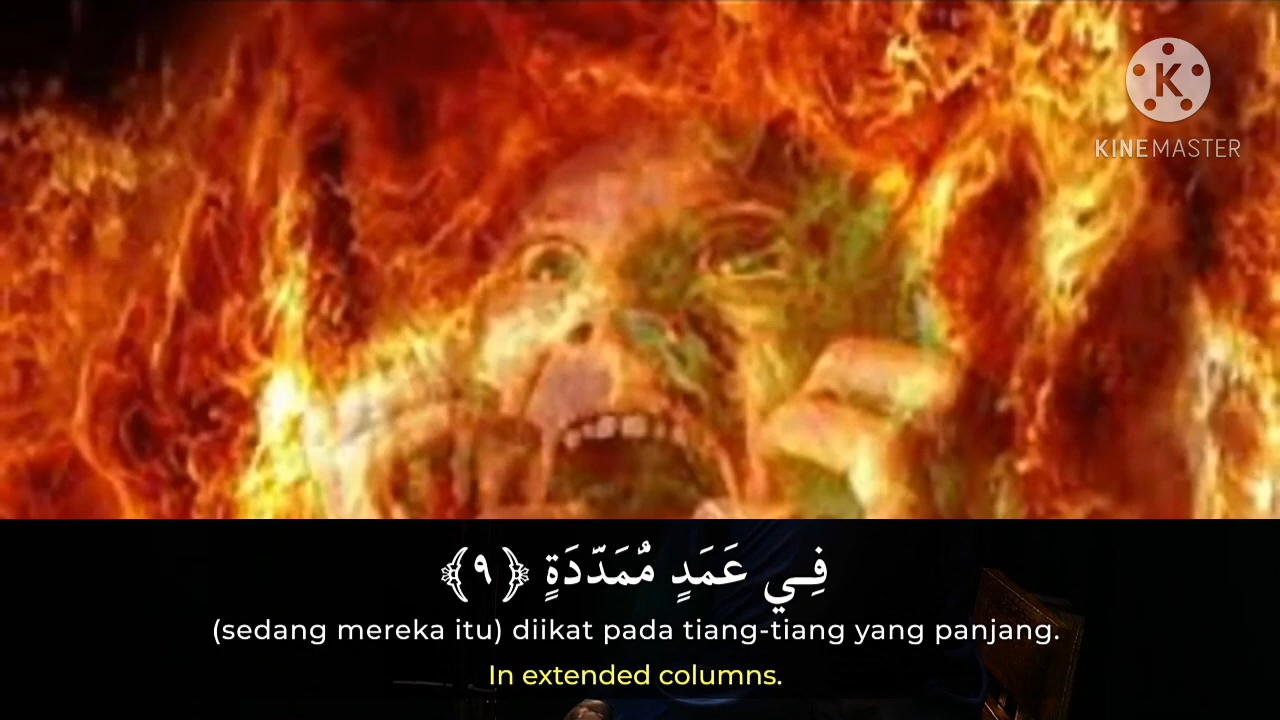 KINEMASTER
فِي عَمَدٍ مُّمَدَّدَةٍ ﴿٩﴾
(sedang mereka itu) diikat pada tiang-tiang yang panjang.
In extended columns.